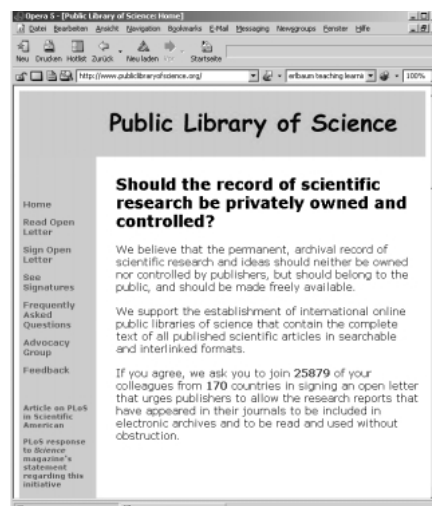 Opera 5 - [Public Library of Science: Home]
Datei Bearbeiten Ansicht Navigation Bookmarks E-Mail Messaging Newsgroups Fenster Hilfe
Neu Drucken Hotlist Zurück Neu laden Vor Startseite
http://www.publiclibraryofscience.org/ erlbaum teaching learni 100%
Public Library of Science
Home
Read Open
Letter
Sign Open
Letter
See
Signatures
Frequently
Asked
Questions
Advocacy
Group
Feedback
Article on PLoS
in Scientific
American
PLoS response
to Science
magazine's
statement
regarding this
initiative
Should the record of scientific
research be privately owned and
controlled?
We believe that the permanent, archival record of
scientific research and ideas should neither be owned
nor controlled by publishers, but should belong to the
public, and should be made freely available.
We support the establishment of international online
public libraries of science that contain the complete
text of all published scientific articles in searchable
and interlinked formats.
If you agree, we ask you to join 25879 of your
colleagues from 170 countries in signing an open letter
that urges publishers to allow the research reports that
have appeared in their journals to be included in
electronic archives and to be read and used without
obstruction.